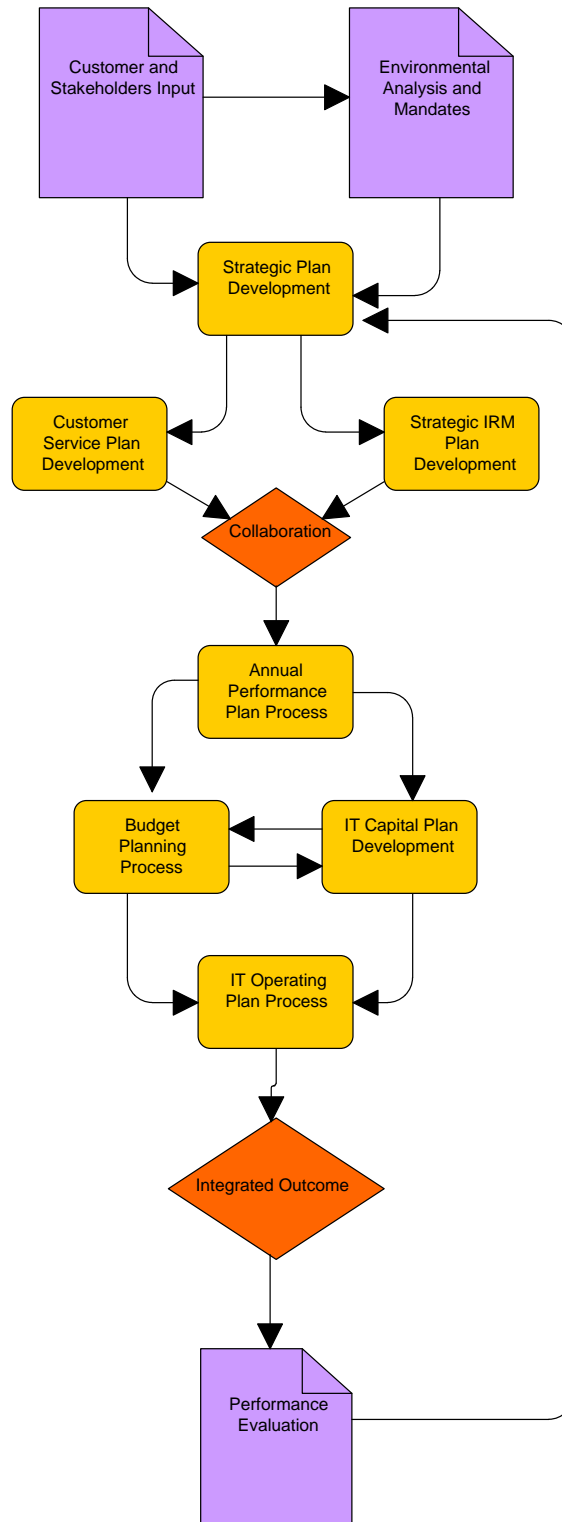 Customer and
Stakeholders Input
Environmental
Analysis and
Mandates
Strategic Plan
Development
Customer
Service Plan
Development
Strategic IRM
Plan
Development
Collaboration
Annual
Performance
Plan Process
Budget
Planning
Process
IT Capital Plan
Development
IT Operating
Plan Process
Integrated Outcome
Performance
Evaluation